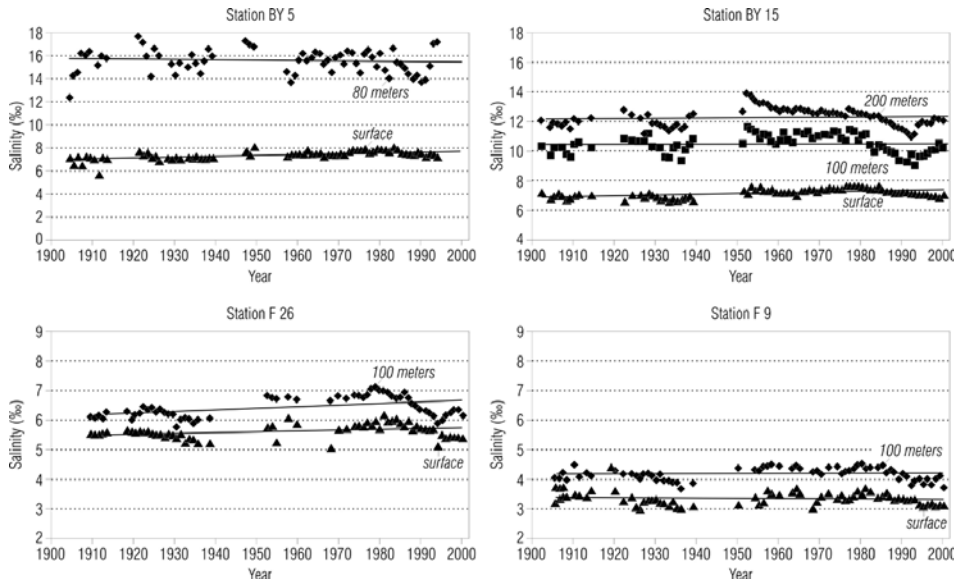 Station BY 5
Salinity (‰)
18
16
14
12
10
8
6
4
2
0
80 meters
surface
1900 1910 1920 1930 1940 1950 1960 1970 1980 1990 2000
Year
Station BY 15
Salinity (‰)
18
16
14
12
10
8
6
4
200 meters
100 meters
surface
1900 1910 1920 1930 1940 1950 1960 1970 1980 1990 2000
Year
Station F 26
Salinity (‰)
9
8
7
6
5
4
3
2
100 meters
surface
1900 1910 1920 1930 1940 1950 1960 1970 1980 1990 2000
Year
Station F 9
Salinity (‰)
9
8
7
6
5
4
3
2
100 meters
surface
1900 1910 1920 1930 1940 1950 1960 1970 1980 1990 2000
Year